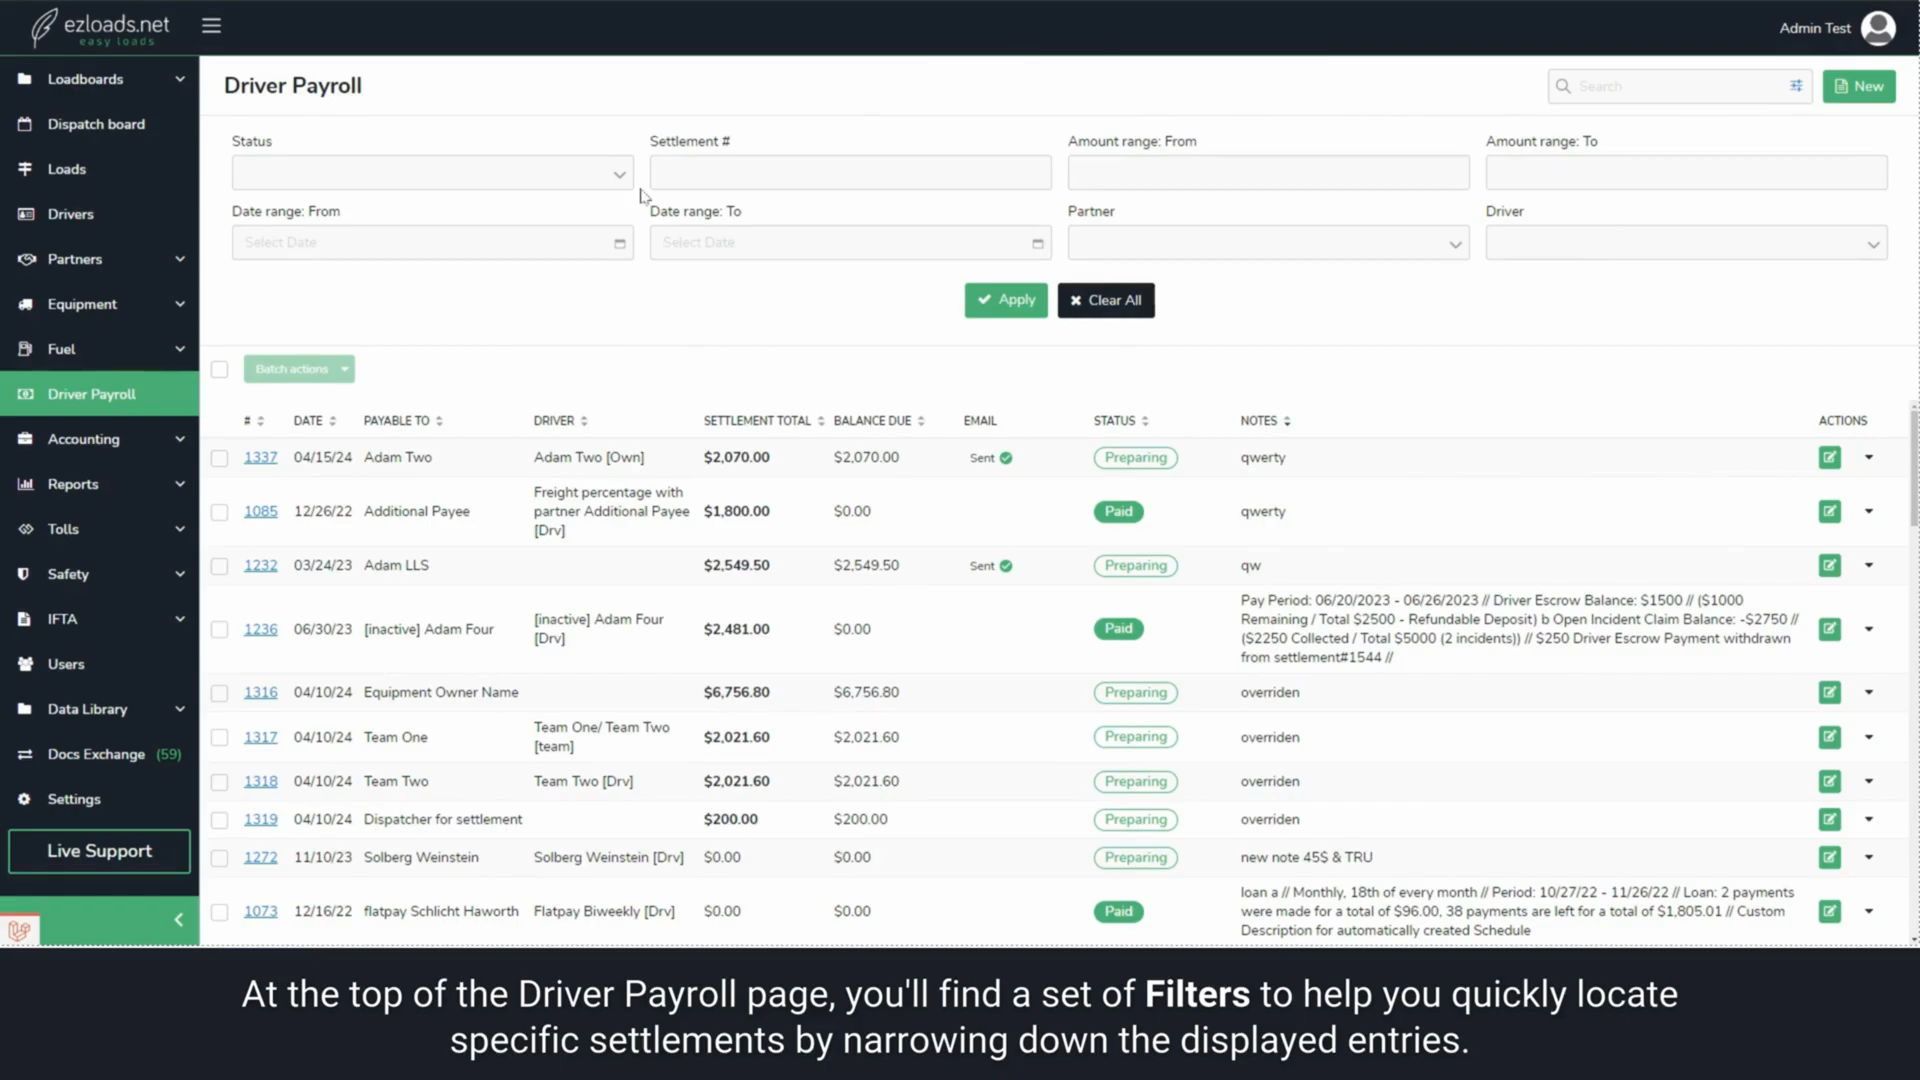 ezloads.net
easy loads
Admin Test
Loadboards
Dispatch board
Loads
Drivers
Partners
Equipment
Fuel
Driver Payroll
Accounting
Reports
Tolls
Safety
IFTA
Users
Data Library
Docs Exchange (59)
Settings
Live Support
Driver Payroll
Search
New
Status
Settlement #
Amount range: From
Amount range: To
Date range: From
Date range: To
Partner
Driver
Select Date
Select Date
Apply
Clear All
Batch actions
# DATE PAYABLE TO DRIVER SETTLEMENT TOTAL BALANCE DUE EMAIL STATUS NOTES ACTIONS
1337 04/15/24 Adam Two Adam Two [Own] $2,070.00 $2,070.00 Sent Preparing qwerty
Freight percentage with
1085 12/26/22 Additional Payee partner Additional Payee $1,800.00 $0.00 Paid qwerty
[Drv]
1232 03/24/23 Adam LLS $2,549.50 $2,549.50 Sent Preparing qw
Pay Period: 06/20/2023 - 06/26/2023 // Driver Escrow Balance: $1500 // ($1000
[inactive] Adam Four Remaining / Total $2500 - Refundable Deposit) b Open Incident Claim Balance: -$2750 //
1236 06/30/23 [inactive] Adam Four $2,481.00 $0.00 Paid
[Drv] ($2250 Collected / Total $5000 (2 incidents)) // $250 Driver Escrow Payment withdrawn
from settlement#1544 //
1316 04/10/24 Equipment Owner Name $6,756.80 $6,756.80 Preparing overriden
Team One/ Team Two
1317 04/10/24 Team One $2,021.60 $2,021.60 Preparing overriden
[team]
1318 04/10/24 Team Two Team Two [Drv] $2,021.60 $2,021.60 Preparing overriden
1319 04/10/24 Dispatcher for settlement $200.00 $200.00 Preparing overriden
1272 11/10/23 Solberg Weinstein Solberg Weinstein [Drv] $0.00 $0.00 Preparing new note 45$ & TRU
loan a // Monthly, 18th of every month // Period: 10/27/22 - 11/26/22 // Loan: 2 payments
1073 12/16/22 flatpay Schlicht Haworth Flatpay Biweekly [Drv] $0.00 $0.00 Paid were made for a total of $96.00, 38 payments are left for a total of $1,805.01 // Custom
Description for automatically created Schedule
At the top of the Driver Payroll page, you'll find a set of Filters to help you quickly locate
specific settlements by narrowing down the displayed entries.